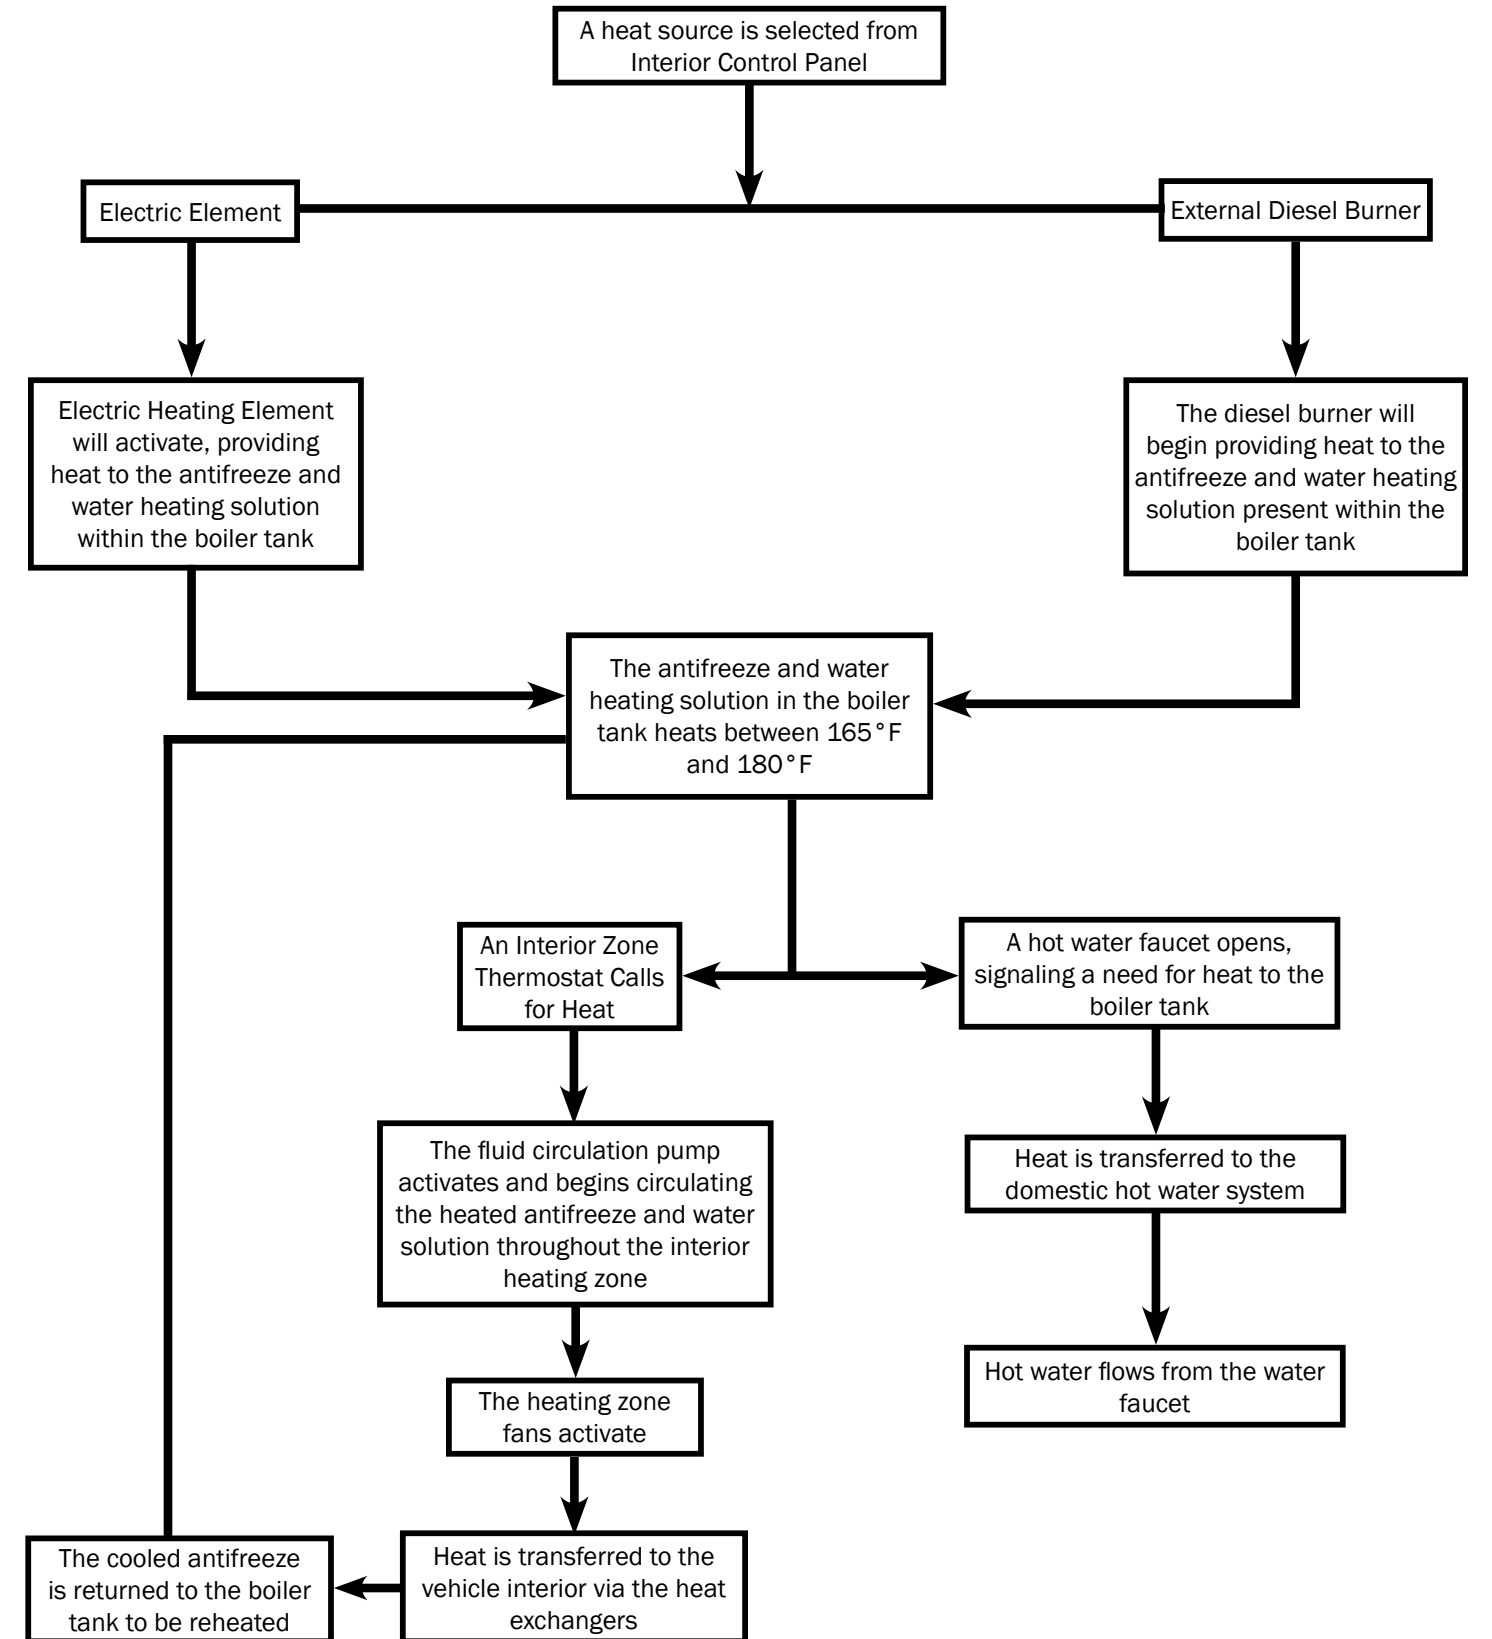 A heat source is selected from
Interior Control Panel
Electric Element
External Diesel Burner
Electric Heating Element
will activate, providing
heat to the antifreeze and
water heating solution
within the boiler tank
The diesel burner will
begin providing heat to the
antifreeze and water heating
solution present within the
boiler tank
The antifreeze and water
heating solution in the boiler
tank heats between 165°F
and 180°F
An Interior Zone
Thermostat Calls
for Heat
A hot water faucet opens,
signaling a need for heat to the
boiler tank
The fluid circulation pump
activates and begins circulating
the heated antifreeze and water
solution throughout the interior
heating zone
Heat is transferred to the
domestic hot water system
The heating zone
fans activate
Hot water flows from the water
faucet
Heat is transferred to the
vehicle interior via the heat
exchangers
The cooled antifreeze
is returned to the boiler
tank to be reheated